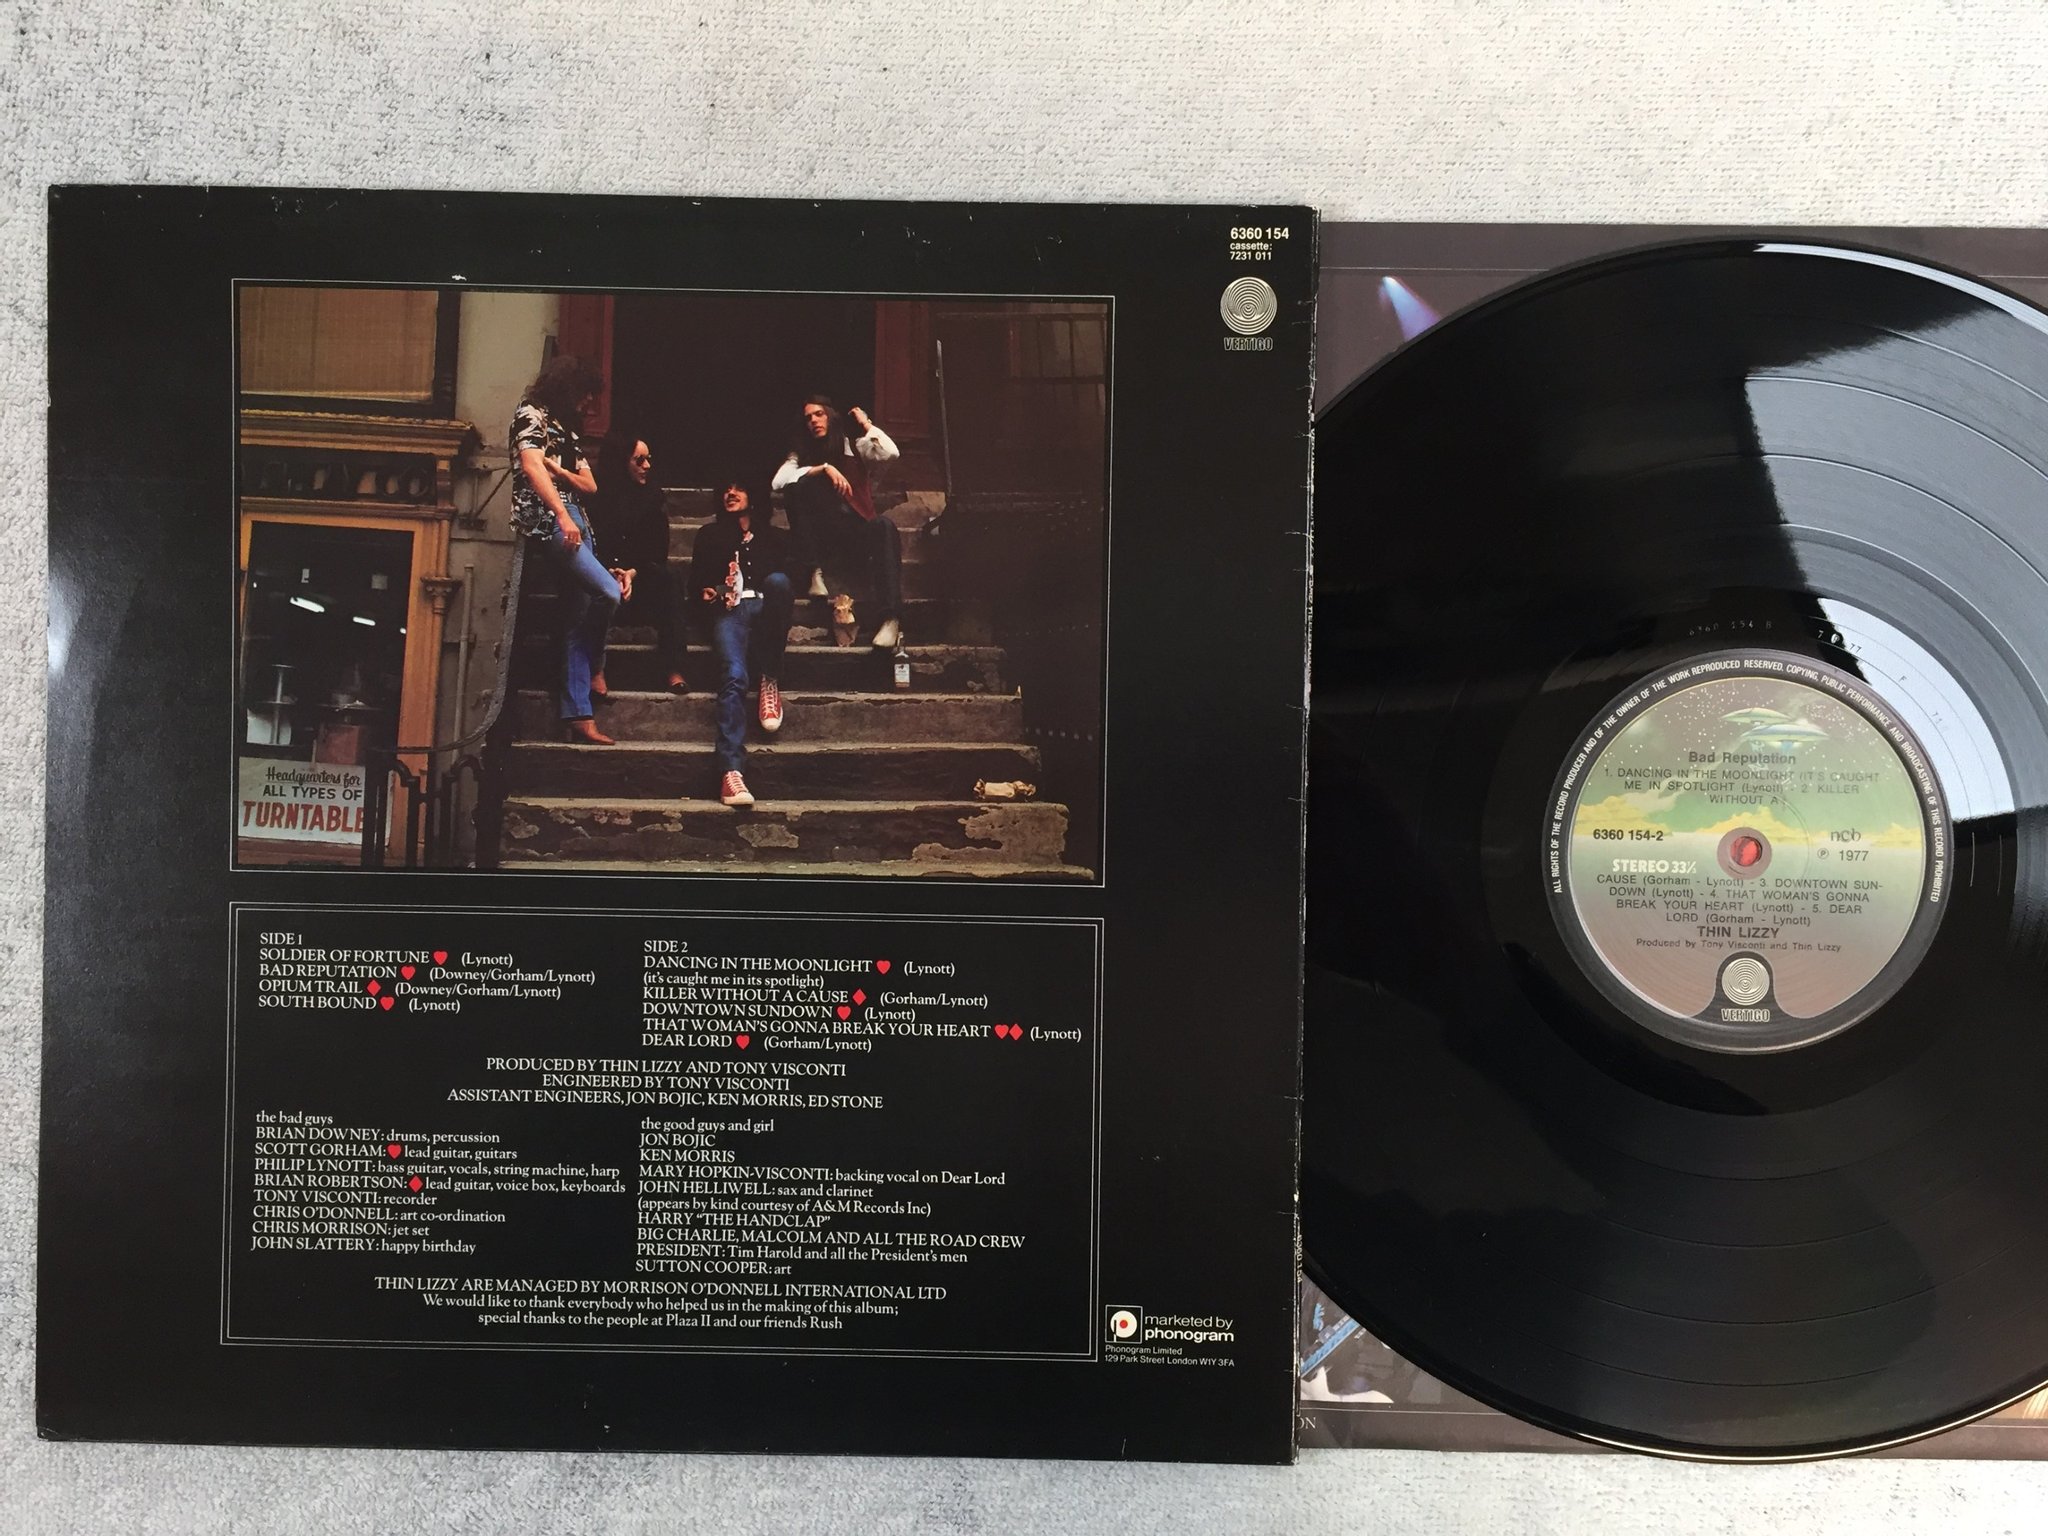 6360 154
cassette:
7231 011
VERTIGO
Headquarters for
ALL TYPES OF
TURNTABLE
SIDE 1
SOLDIER OF FORTUNE ♥ (Lynott)
BAD REPUTATION ♥ (Downey/Gorham/Lynott)
OPIUM TRAIL ♦ (Downey/Gorham/Lynott)
SOUTH BOUND ♥ (Lynott)
SIDE 2
DANCING IN THE MOONLIGHT ♥ (Lynott)
(it's caught me in its spotlight)
KILLER WITHOUT A CAUSE ♦ (Gorham/Lynott)
DOWNTOWN SUNDOWN ♥ (Lynott)
THAT WOMAN'S GONNA BREAK YOUR HEART ♥♦ (Lynott)
DEAR LORD ♥ (Gorham/Lynott)
PRODUCED BY THIN LIZZY AND TONY VISCONTI
ENGINEERED BY TONY VISCONTI
ASSISTANT ENGINEERS, JON BOJIC, KEN MORRIS, ED STONE
the bad guys
BRIAN DOWNEY: drums, percussion
SCOTT GORHAM: ♥ lead guitar, guitars
PHILIP LYNOTT: bass guitar, vocals, string machine, harp
BRIAN ROBERTSON: ♦ lead guitar, voice box, keyboards
TONY VISCONTI: recorder
CHRIS O'DONNELL: art co-ordination
CHRIS MORRISON: jet set
JOHN SLATTERY: happy birthday
the good guys and girl
JON BOJIC
KEN MORRIS
MARY HOPKIN-VISCONTI: backing vocal on Dear Lord
JOHN HELLIWELL: sax and clarinet
(appears by kind courtesy of A&M Records Inc)
HARRY "THE HANDCLAP"
BIG CHARLIE, MALCOLM AND ALL THE ROAD CREW
PRESIDENT: Tim Harold and all the President's men
SUTTON COOPER: art
THIN LIZZY ARE MANAGED BY MORRISON O'DONNELL INTERNATIONAL LTD
We would like to thank everybody who helped us in the making of this album;
special thanks to the people at Plaza II and our friends Rush
marketed by
phonogram
Phonogram Limited
129 Park Street London W1Y 3FA
6360 154 B
ALL RIGHTS OF THE RECORD PRODUCER AND OF THE OWNER OF THE WORK REPRODUCED RESERVED. COPYING, PUBLIC PERFORMANCE AND BROADCASTING OF THIS RECORD PROHIBITED
Bad Reputation
1. DANCING IN THE MOONLIGHT (IT'S CAUGHT
ME IN SPOTLIGHT (Lynott) - 2. KILLER
WITHOUT A
6360 154-2
ncb
℗ 1977
STEREO 33⅓
CAUSE (Gorham - Lynott) - 3. DOWNTOWN SUN-
DOWN (Lynott) - 4. THAT WOMAN'S GONNA
BREAK YOUR HEART (Lynott) - 5. DEAR
LORD (Gorham - Lynott)
THIN LIZZY
Produced by Tony Visconti and Thin Lizzy
VERTIGO